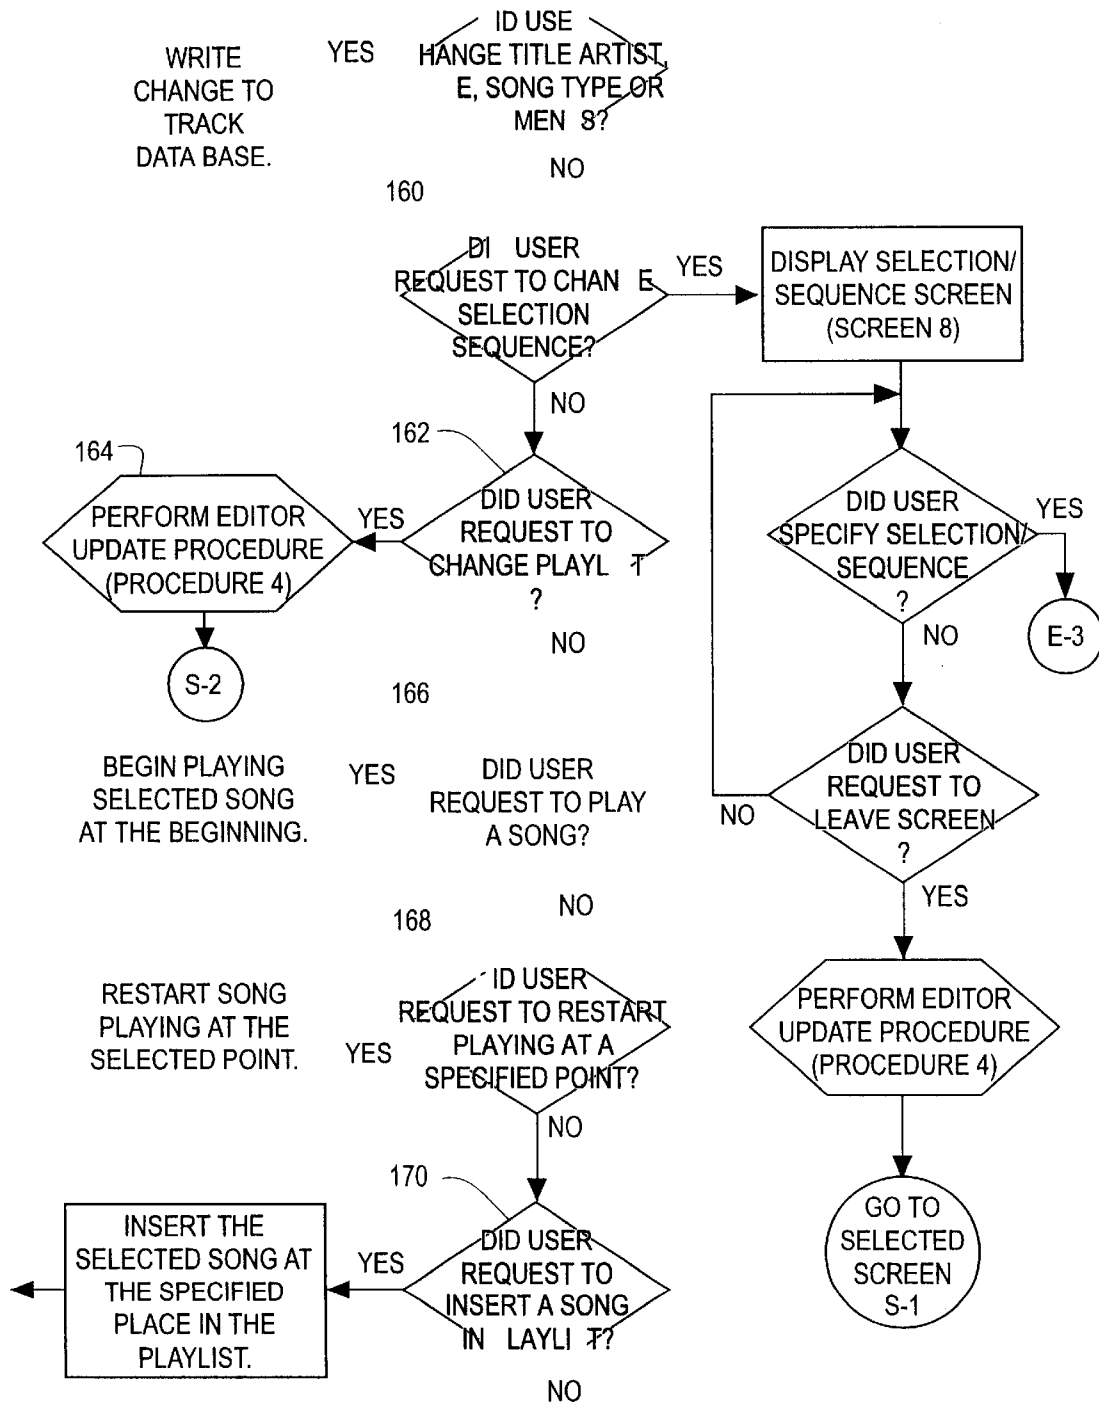 WRITE
CHANGE TO
TRACK
DATA BASE.
YES
ID USE
HANGE TITLE ARTIST,
E, SONG TYPE OR
MEN S?
NO
160
DI USER
REQUEST TO CHAN E
SELECTION
SEQUENCE?
YES
DISPLAY SELECTION/
SEQUENCE SCREEN
(SCREEN 8)
NO
162
DID USER
REQUEST TO
CHANGE PLAYL T
?
YES
164
PERFORM EDITOR
UPDATE PROCEDURE
(PROCEDURE 4)
S-2
NO
DID USER
SPECIFY SELECTION/
SEQUENCE
?
YES
E-3
NO
166
DID USER
REQUEST TO PLAY
A SONG?
YES
BEGIN PLAYING
SELECTED SONG
AT THE BEGINNING.
NO
DID USER
REQUEST TO
LEAVE SCREEN
?
NO
YES
168
ID USER
REQUEST TO RESTART
PLAYING AT A
SPECIFIED POINT?
YES
RESTART SONG
PLAYING AT THE
SELECTED POINT.
NO
PERFORM EDITOR
UPDATE PROCEDURE
(PROCEDURE 4)
170
DID USER
REQUEST TO
INSERT A SONG
IN LAYLI T?
YES
INSERT THE
SELECTED SONG AT
THE SPECIFIED
PLACE IN THE
PLAYLIST.
NO
GO TO
SELECTED
SCREEN
S-1